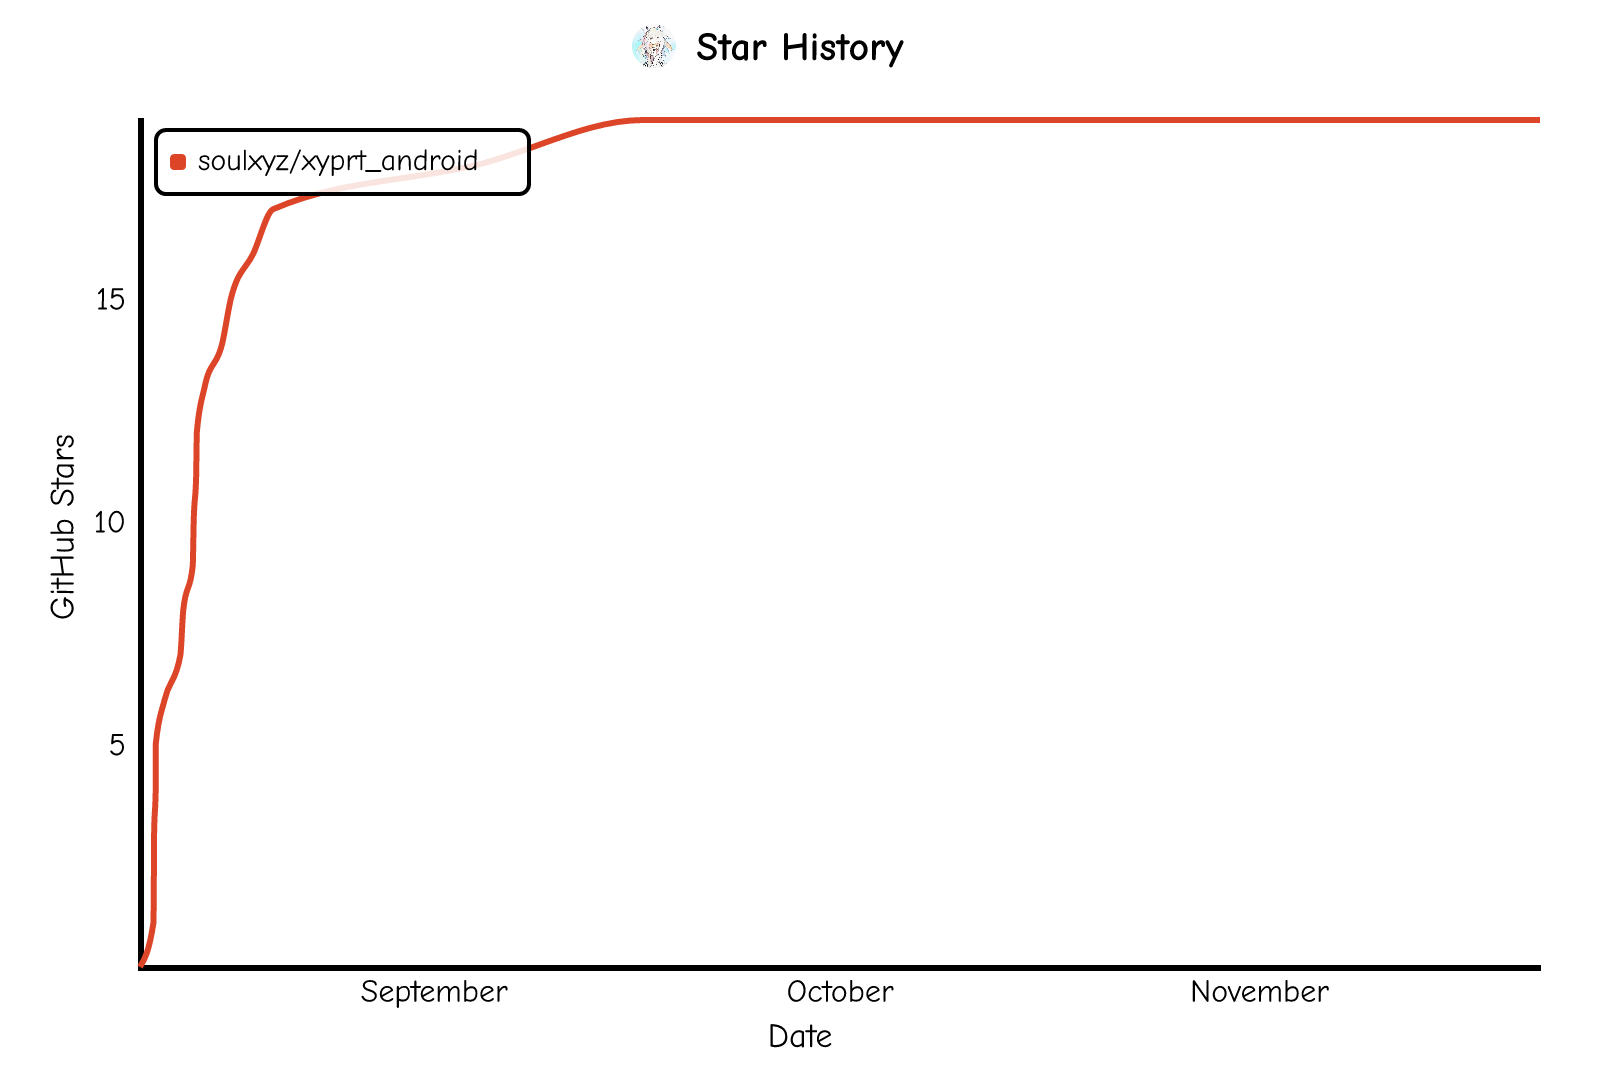 Star History
soulxyz/xyprt_android
15
10
5
GitHub Stars
September
October
November
Date